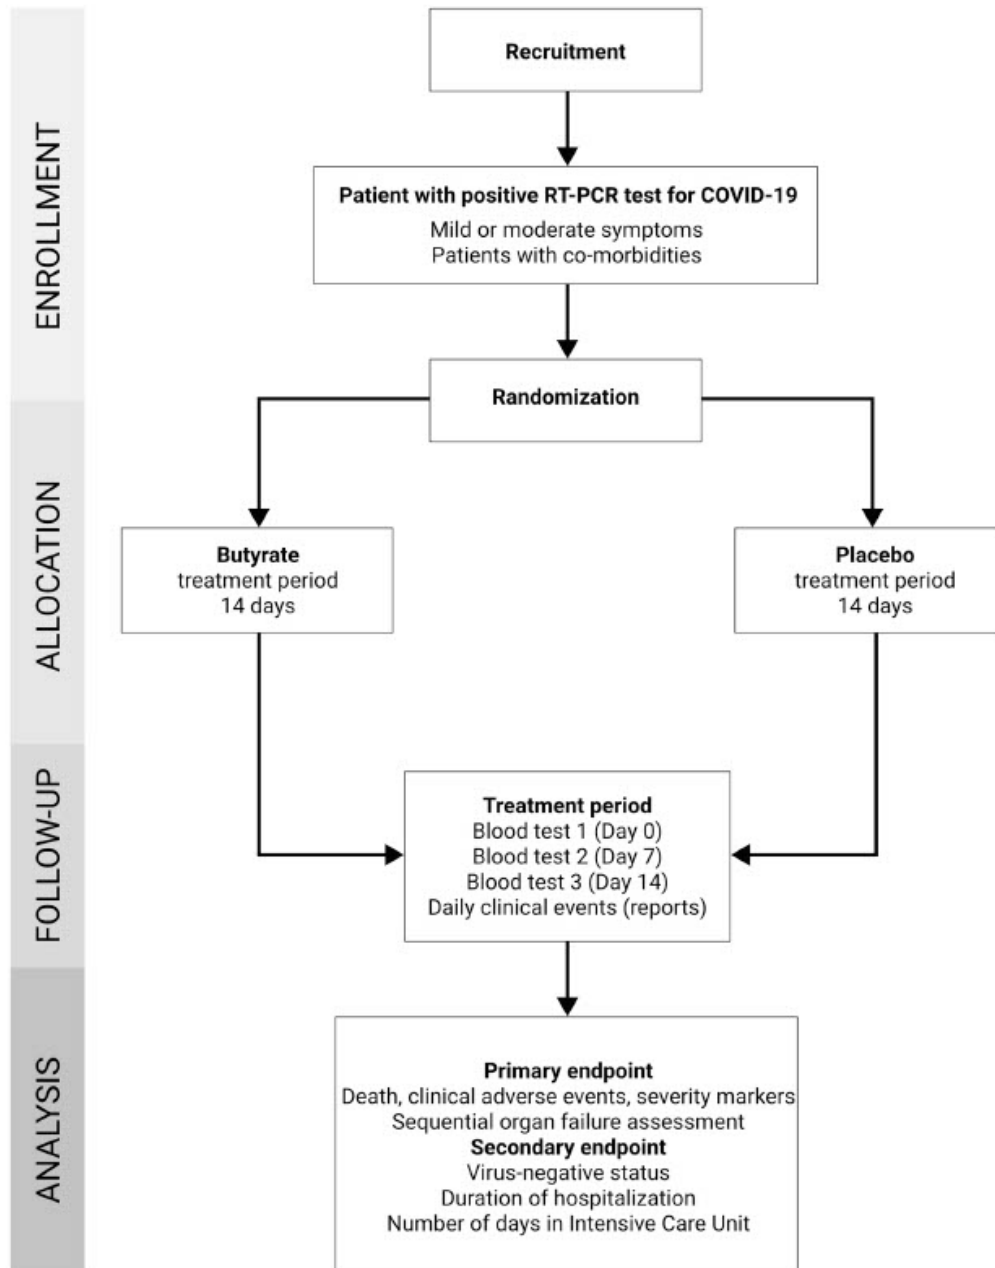 ENROLLMENT
Recruitment
Patient with positive RT-PCR test for COVID-19
Mild or moderate symptoms
Patients with co-morbidities
Randomization
ALLOCATION
Butyrate
treatment period
14 days
Placebo
treatment period
14 days
FOLLOW-UP
Treatment period
Blood test 1 (Day 0)
Blood test 2 (Day 7)
Blood test 3 (Day 14)
Daily clinical events (reports)
ANALYSIS
Primary endpoint
Death, clinical adverse events, severity markers
Sequential organ failure assessment
Secondary endpoint
Virus-negative status
Duration of hospitalization
Number of days in Intensive Care Unit